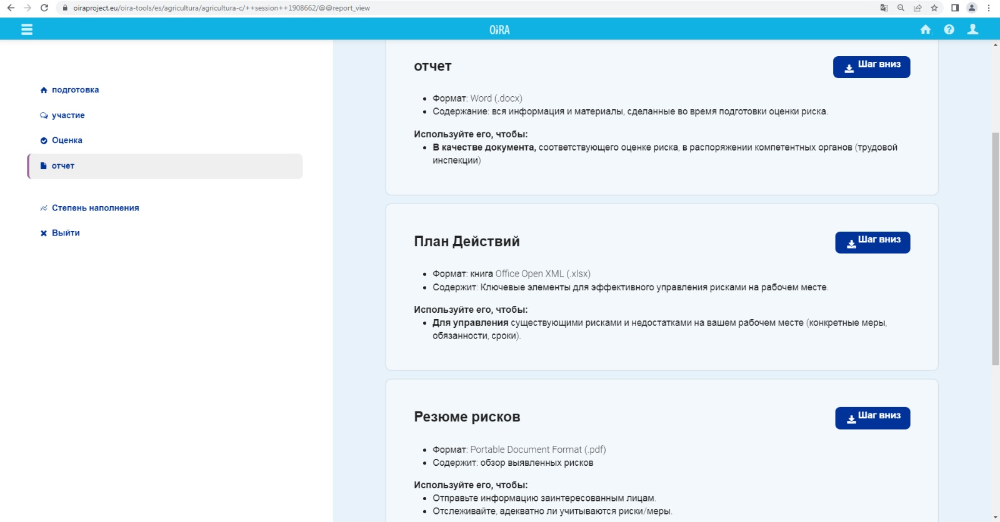 oiraproject.eu/oira-tools/es/agricultura/agricultura-c/++session++1908662/@@report_view
OiRA
подготовка
участие
Оценка
отчет
Степень наполнения
Выйти
отчет
Шаг вниз
Формат: Word (.docx)
Содержание: вся информация и материалы, сделанные во время подготовки оценки риска.
Используйте его, чтобы:
В качестве документа, соответствующего оценке риска, в распоряжении компетентных органов (трудовой
инспекции)
План Действий
Шаг вниз
Формат: книга Office Open XML (.xlsx)
Содержит: Ключевые элементы для эффективного управления рисками на рабочем месте.
Используйте его, чтобы:
Для управления существующими рисками и недостатками на вашем рабочем месте (конкретные меры,
обязанности, сроки).
Резюме рисков
Шаг вниз
Формат: Portable Document Format (.pdf)
Содержит: обзор выявленных рисков
Используйте его, чтобы:
Отправьте информацию заинтересованным лицам.
Отслеживайте, адекватно ли учитываются риски/меры.